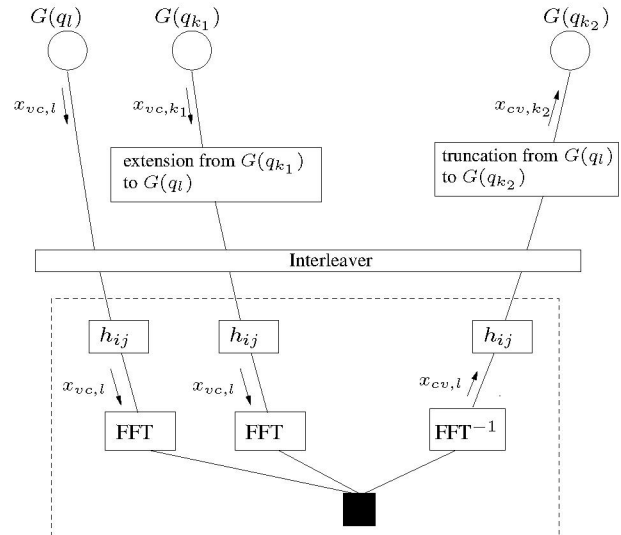 G(q_l) G(q_{k_1}) G(q_{k_2})
x_{vc,l} x_{vc,k_1} x_{cv,k_2}
extension from G(q_{k_1})
to G(q_l)
truncation from G(q_l)
to G(q_{k_2})
Interleaver
h_{ij} h_{ij} h_{ij}
x_{vc,l} x_{vc,l} x_{cv,l}
FFT FFT FFT^{-1}